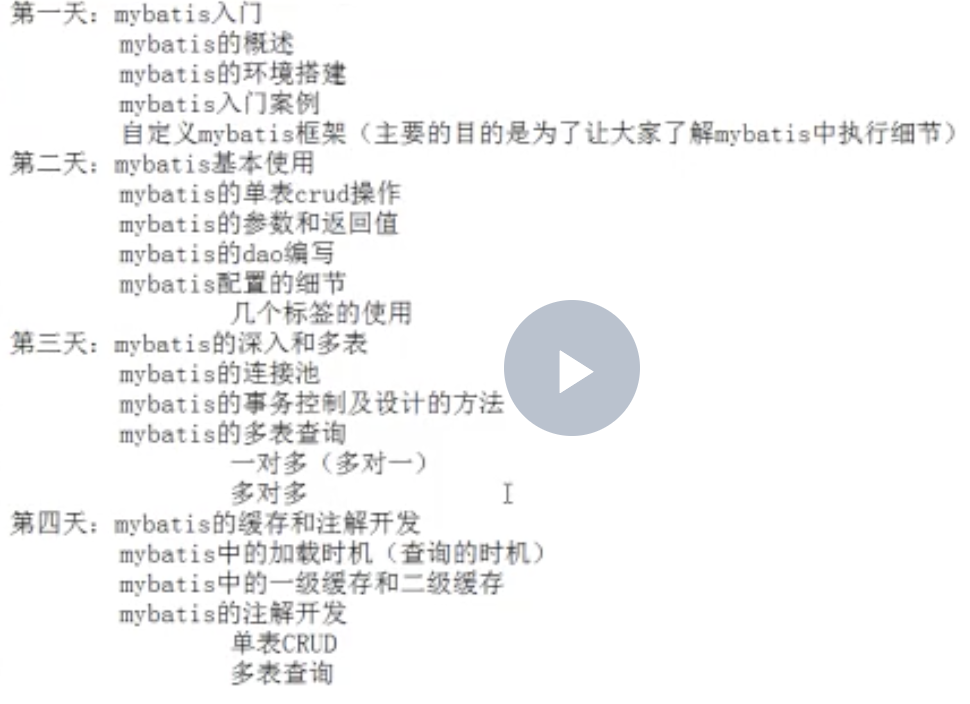 第一天：mybatis入门
mybatis的概述
mybatis的环境搭建
mybatis入门案例
自定义mybatis框架（主要的目的是为了让大家了解mybatis中执行细节）
第二天：mybatis基本使用
mybatis的单表crud操作
mybatis的参数和返回值
mybatis的dao编写
mybatis配置的细节
几个标签的使用
第三天：mybatis的深入和多表
mybatis的连接池
mybatis的事务控制及设计的方法
mybatis的多表查询
一对多（多对一）
多对多
第四天：mybatis的缓存和注解开发
mybatis中的加载时机（查询的时机）
mybatis中的一级缓存和二级缓存
mybatis的注解开发
单表CRUD
多表查询